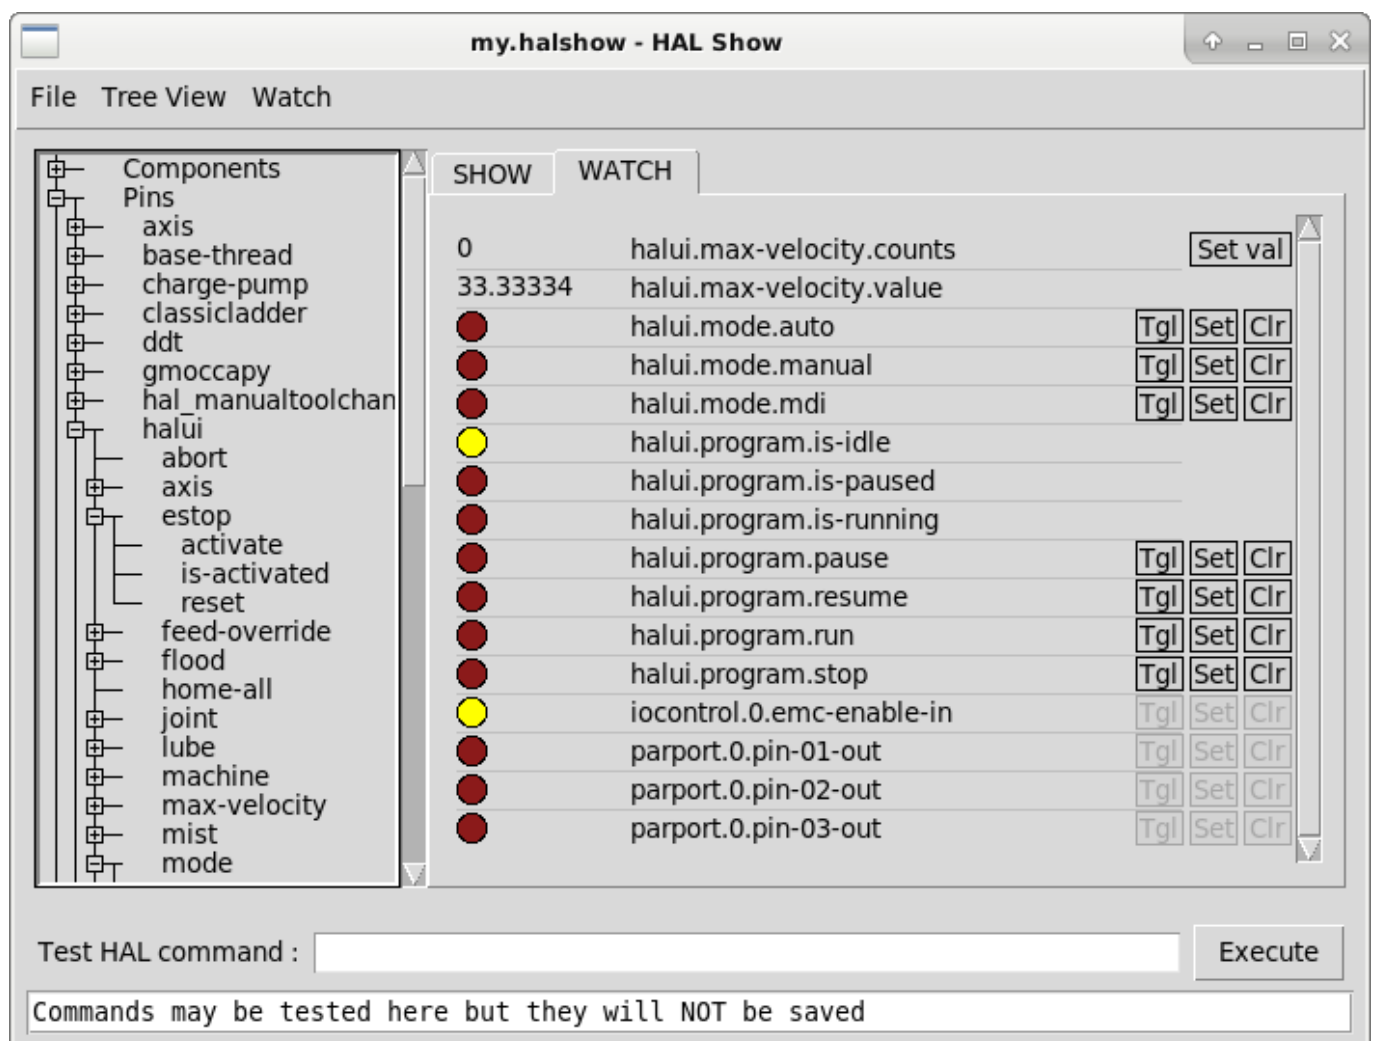 my.halshow - HAL Show
File Tree View Watch
Components
Pins
axis
base-thread
charge-pump
classicladder
ddt
gmoccapy
hal_manualtoolchan
halui
abort
axis
estop
activate
is-activated
reset
feed-override
flood
home-all
joint
lube
machine
max-velocity
mist
mode
SHOW WATCH
0 halui.max-velocity.counts Set val
33.33334 halui.max-velocity.value
halui.mode.auto Tgl Set Clr
halui.mode.manual Tgl Set Clr
halui.mode.mdi Tgl Set Clr
halui.program.is-idle
halui.program.is-paused
halui.program.is-running
halui.program.pause Tgl Set Clr
halui.program.resume Tgl Set Clr
halui.program.run Tgl Set Clr
halui.program.stop Tgl Set Clr
iocontrol.0.emc-enable-in Tgl Set Clr
parport.0.pin-01-out Tgl Set Clr
parport.0.pin-02-out Tgl Set Clr
parport.0.pin-03-out Tgl Set Clr
Test HAL command : Execute
Commands may be tested here but they will NOT be saved